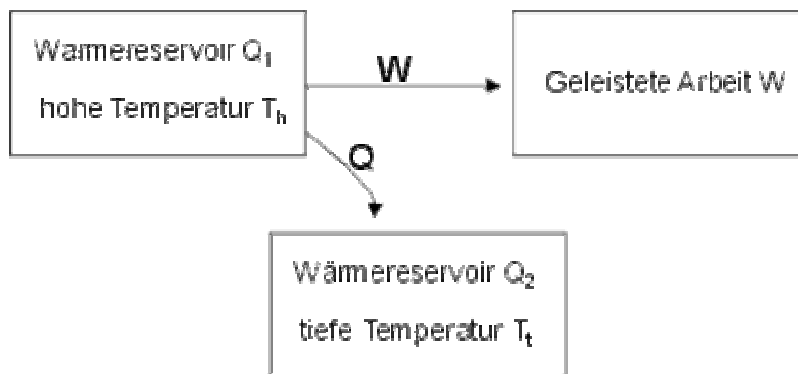 Wärmereservoir Q₁
hohe Temperatur Tₕ
W
Geleistete Arbeit W
Q
Wärmereservoir Q₂
tiefe Temperatur Tₜ